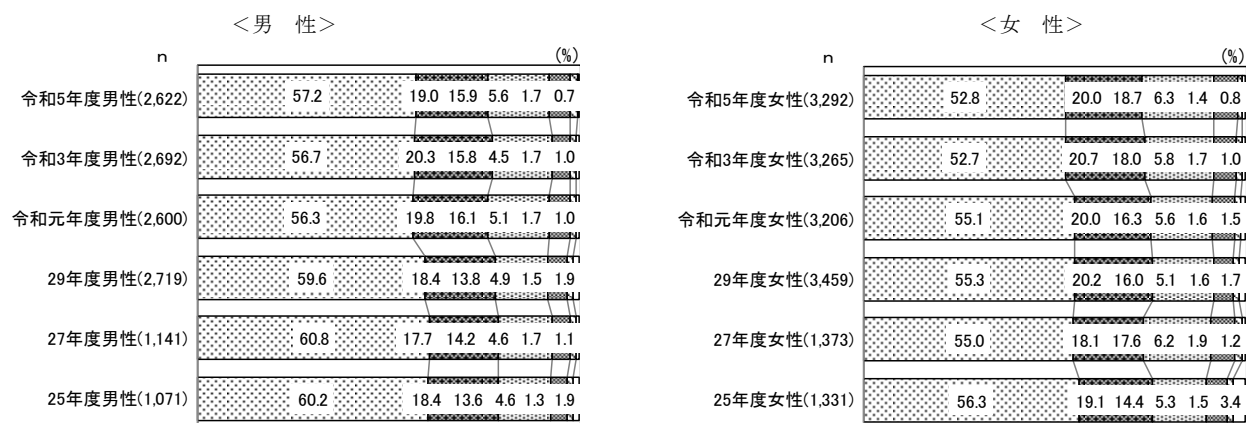 ＜男　性＞
n (%)
令和5年度男性(2,622) 57.2 19.0 15.9 5.6 1.7 0.7
令和3年度男性(2,692) 56.7 20.3 15.8 4.5 1.7 1.0
令和元年度男性(2,600) 56.3 19.8 16.1 5.1 1.7 1.0
29年度男性(2,719) 59.6 18.4 13.8 4.9 1.5 1.9
27年度男性(1,141) 60.8 17.7 14.2 4.6 1.7 1.1
25年度男性(1,071) 60.2 18.4 13.6 4.6 1.3 1.9
＜女　性＞
n (%)
令和5年度女性(3,292) 52.8 20.0 18.7 6.3 1.4 0.8
令和3年度女性(3,265) 52.7 20.7 18.0 5.8 1.7 1.0
令和元年度女性(3,206) 55.1 20.0 16.3 5.6 1.6 1.5
29年度女性(3,459) 55.3 20.2 16.0 5.1 1.6 1.7
27年度女性(1,373) 55.0 18.1 17.6 6.2 1.9 1.2
25年度女性(1,331) 56.3 19.1 14.4 5.3 1.5 3.4